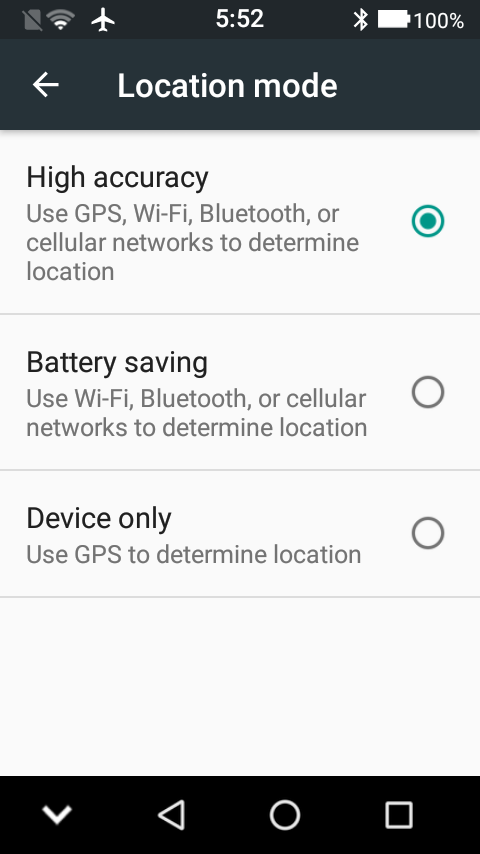 5:52
100%
Location mode
High accuracy
Use GPS, Wi-Fi, Bluetooth, or
cellular networks to determine
location
Battery saving
Use Wi-Fi, Bluetooth, or cellular
networks to determine location
Device only
Use GPS to determine location